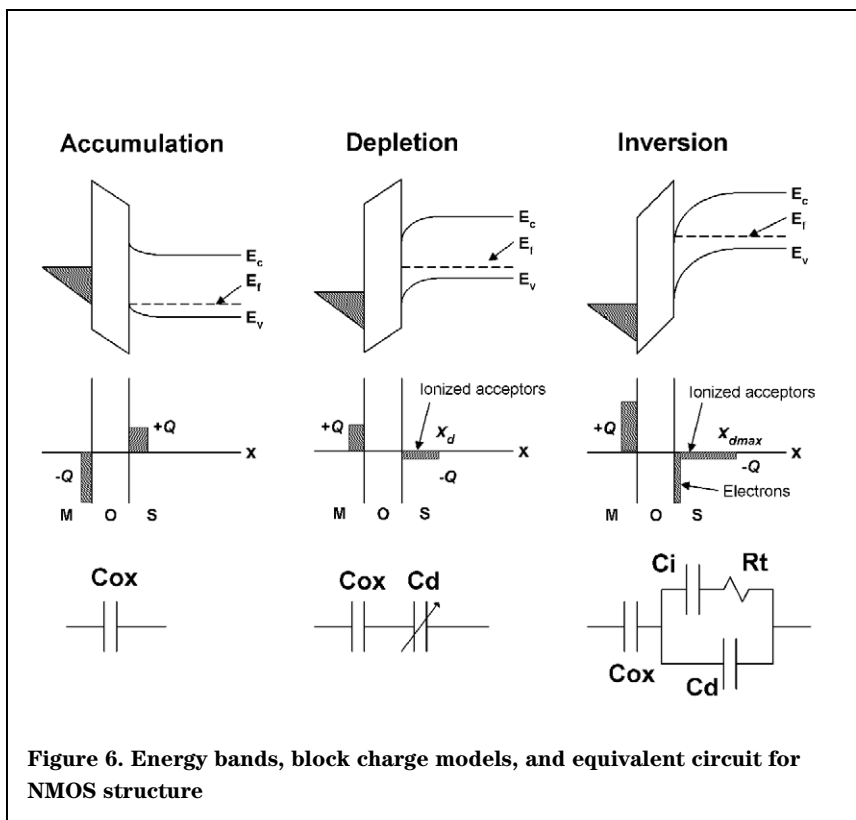 Accumulation
Depletion
Inversion
Ec
Ef
Ev
Ec
Ef
Ev
Ec
Ef
Ev
+Q
-Q
X
M O S
Ionized acceptors
+Q
Xd
X
-Q
M O S
Ionized acceptors
+Q
Xdmax
X
-Q
Electrons
M O S
Cox
Cox Cd
Ci Rt
Cox
Cd
Figure 6. Energy bands, block charge models, and equivalent circuit for
NMOS structure